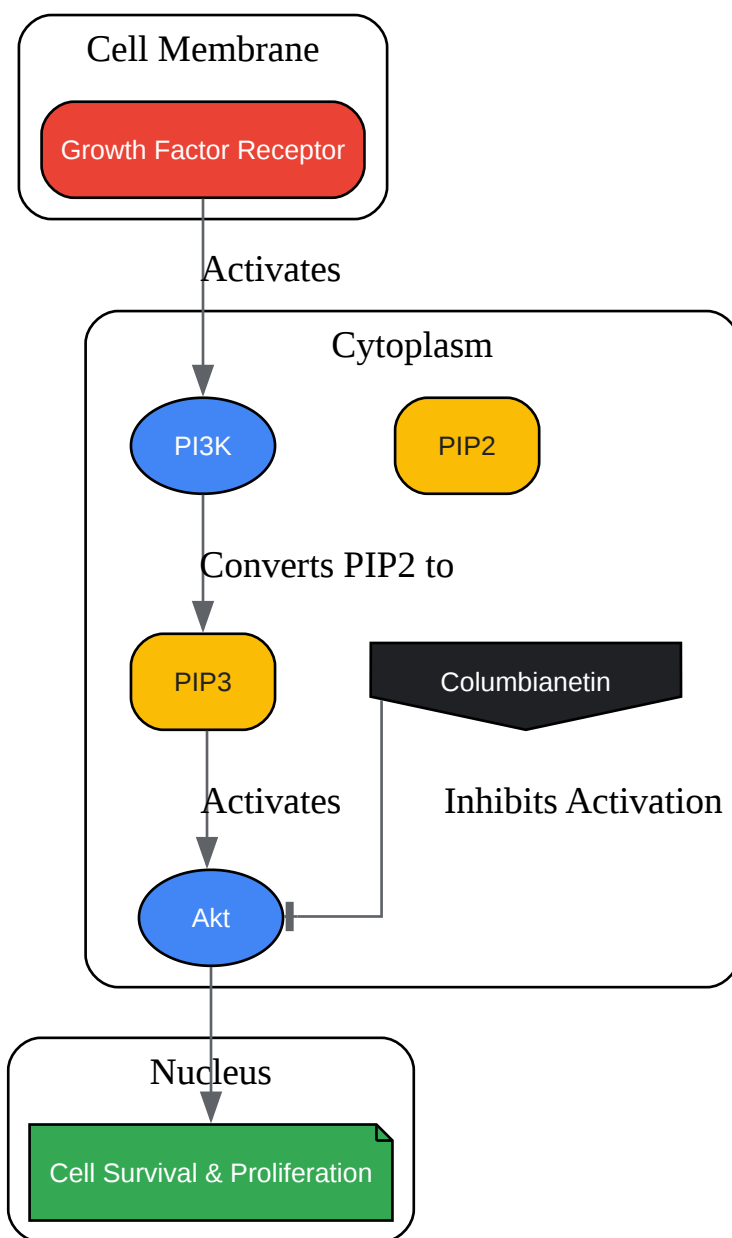 Cell Membrane
Growth Factor Receptor
Activates
Cytoplasm
PI3K
PIP2
Converts PIP2 to
PIP3
Columbianetin
Activates
Inhibits Activation
Akt
Nucleus
Cell Survival & Proliferation